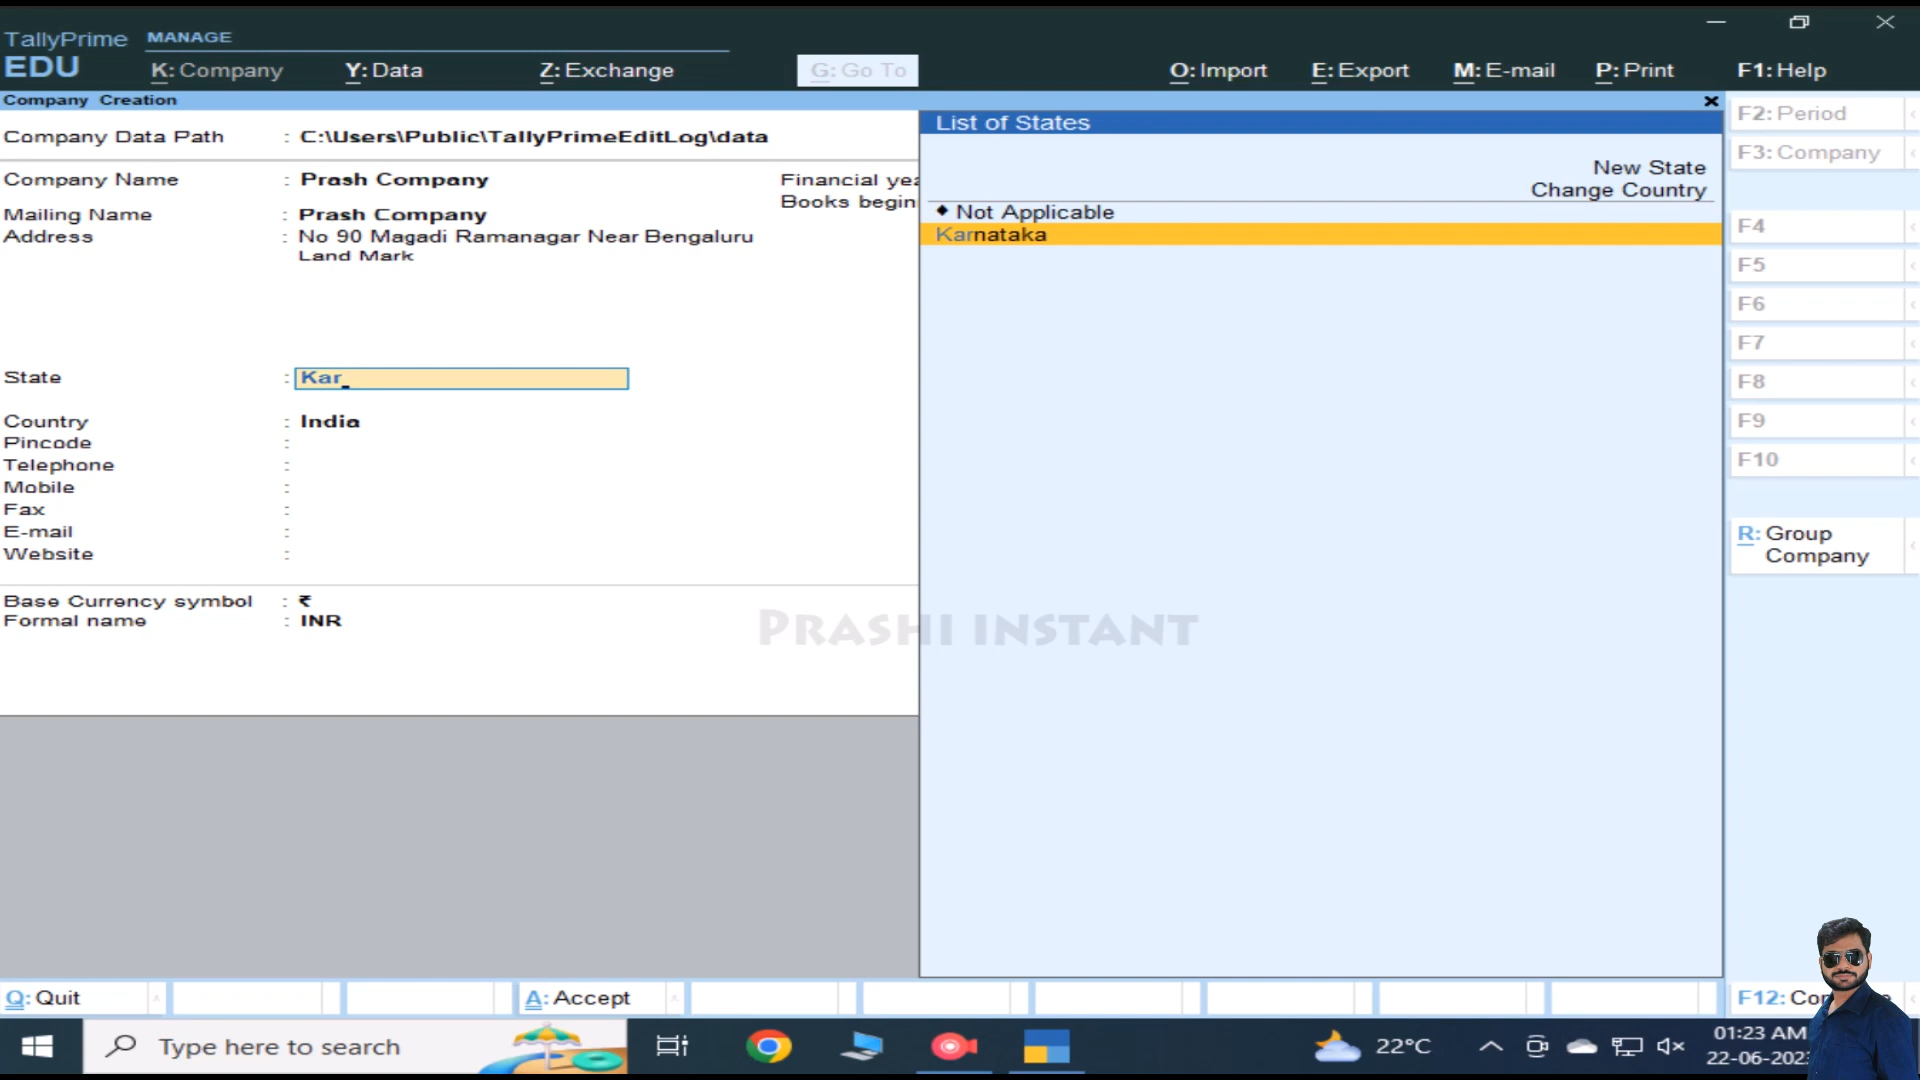 TallyPrime
EDU
MANAGE
K: Company
Y: Data
Z: Exchange
G: Go To
O: Import
E: Export
M: E-mail
P: Print
F1: Help
Company Creation
Company Data Path : C:\Users\Public\TallyPrimeEditLog\data
Company Name : Prash Company
Mailing Name : Prash Company
Address : No 90 Magadi Ramanagar Near Bengaluru
Land Mark
State : Kar
Country : India
Pincode :
Telephone :
Mobile :
Fax :
E-mail :
Website :
Base Currency symbol : ₹
Formal name : INR
Financial yea
Books begin
List of States
New State
Change Country
♦ Not Applicable
Karnataka
F2: Period
F3: Company
F4
F5
F6
F7
F8
F9
F10
R: Group
Company
PRASHI INSTANT
Q: Quit
A: Accept
F12:
Type here to search
22°C
01:23 AM
22-06-202